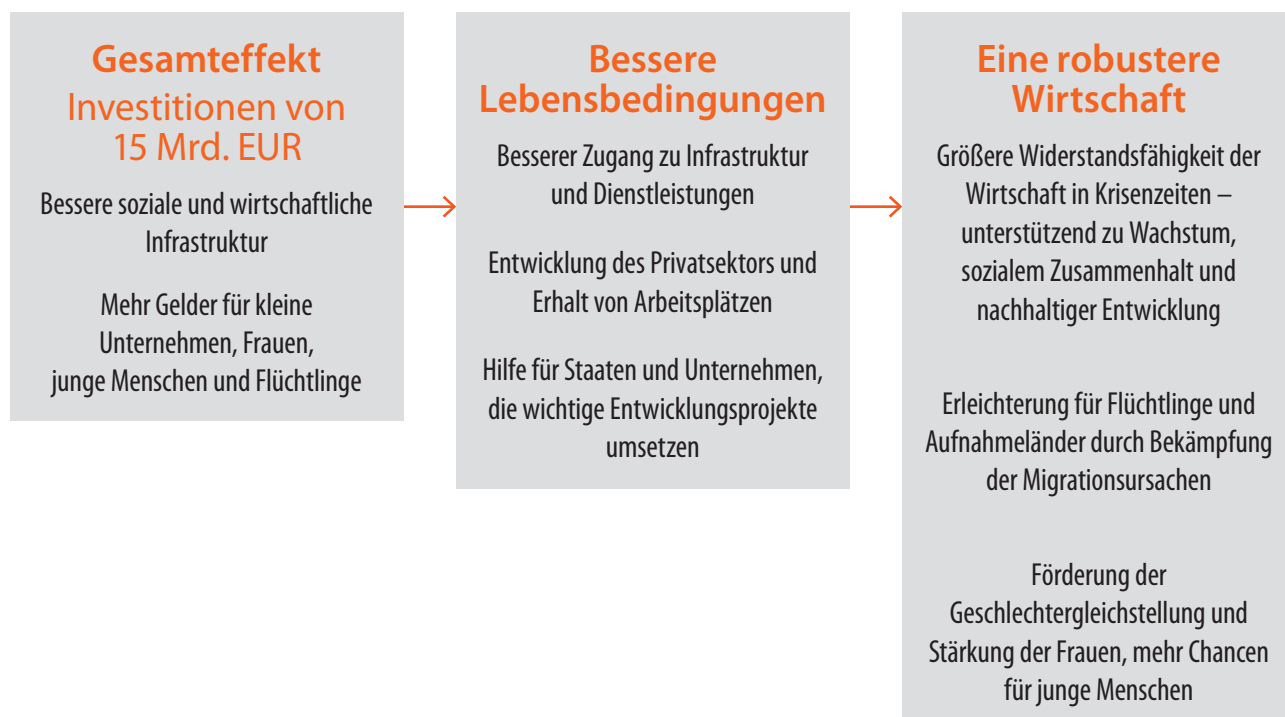 Gesamteffekt
Investitionen von
15 Mrd. EUR
Bessere soziale und wirtschaftliche
Infrastruktur
Mehr Gelder für kleine
Unternehmen, Frauen,
junge Menschen und Flüchtlinge
Bessere
Lebensbedingungen
Besserer Zugang zu Infrastruktur
und Dienstleistungen
Entwicklung des Privatsektors und
Erhalt von Arbeitsplätzen
Hilfe für Staaten und Unternehmen,
die wichtige Entwicklungsprojekte
umsetzen
Eine robustere
Wirtschaft
Größere Widerstandsfähigkeit der
Wirtschaft in Krisenzeiten –
unterstützend zu Wachstum,
sozialem Zusammenhalt und
nachhaltiger Entwicklung
Erleichterung für Flüchtlinge und
Aufnahmeländer durch Bekämpfung
der Migrationsursachen
Förderung der
Geschlechtergleichstellung und
Stärkung der Frauen, mehr Chancen
für junge Menschen